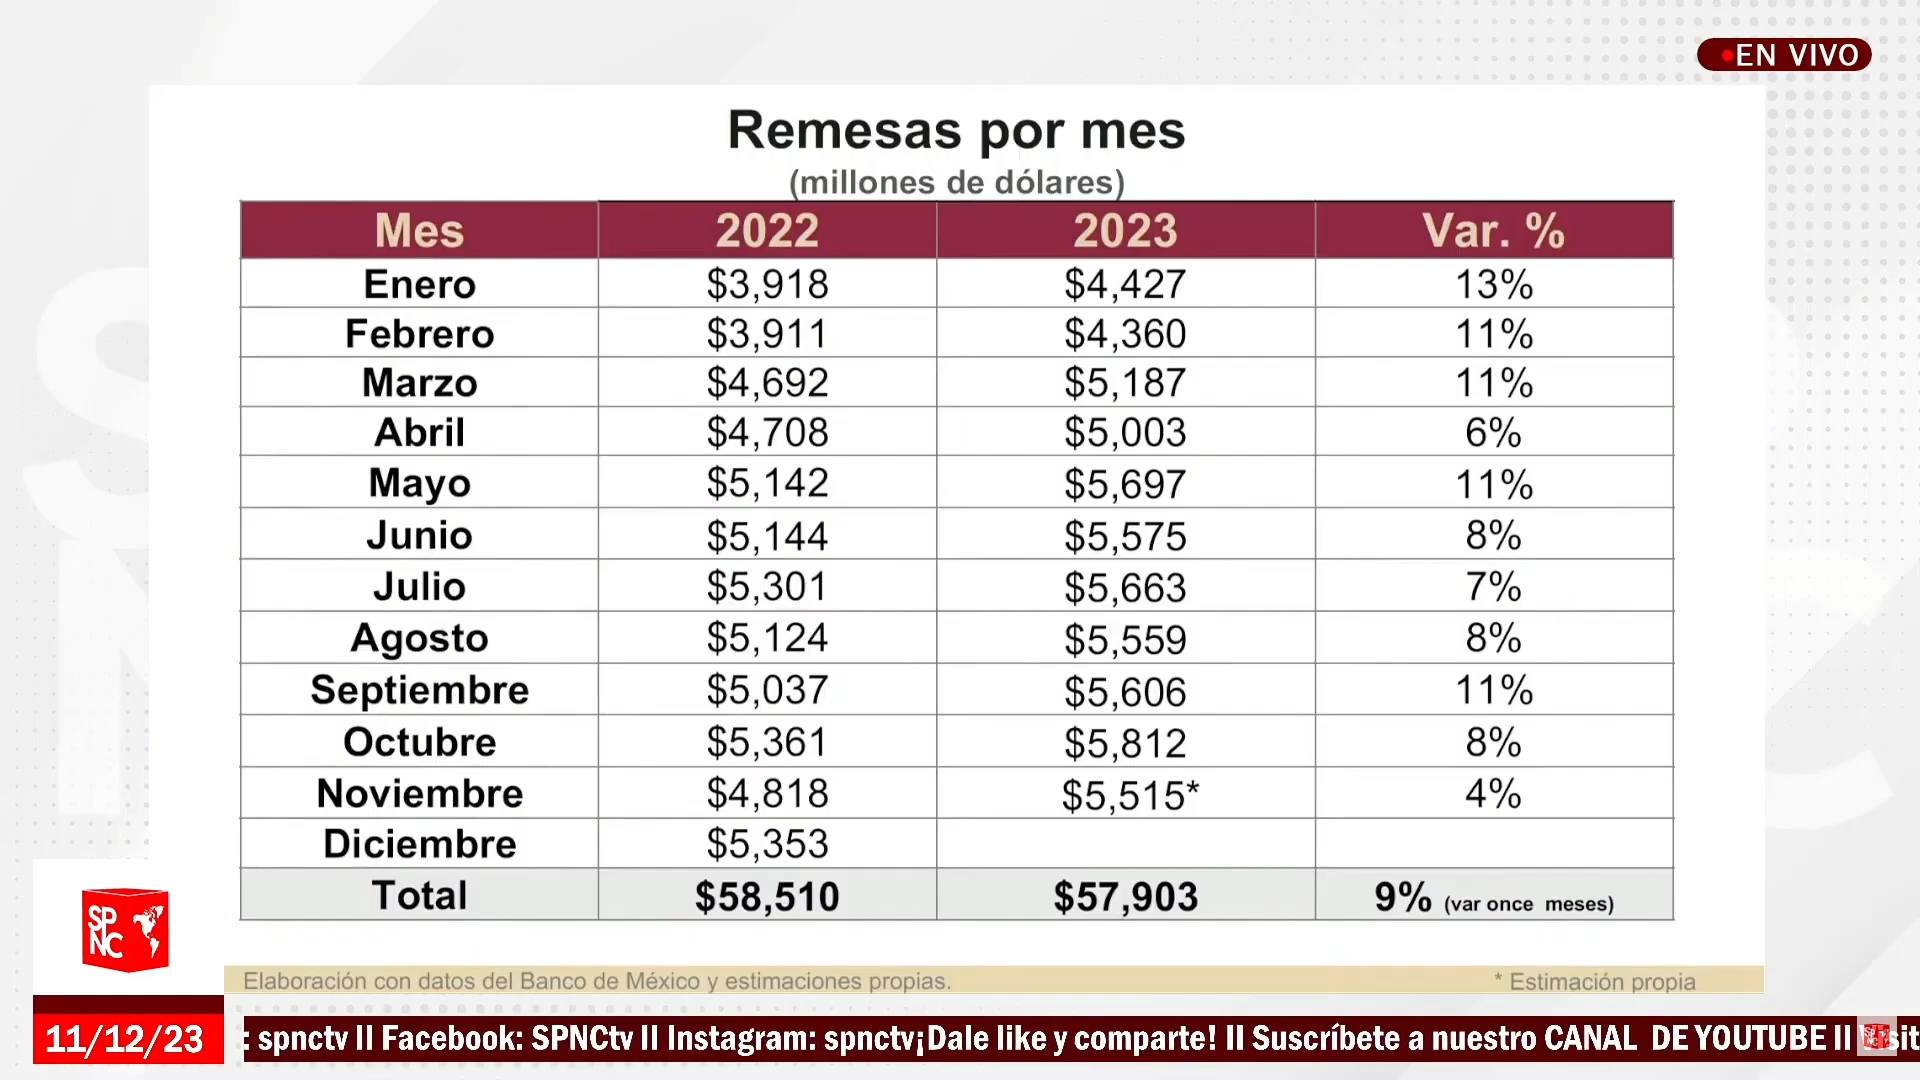 •EN VIVO
Remesas por mes
(millones de dólares)
Mes 2022 2023 Var. %
Enero $3,918 $4,427 13%
Febrero $3,911 $4,360 11%
Marzo $4,692 $5,187 11%
Abril $4,708 $5,003 6%
Mayo $5,142 $5,697 11%
Junio $5,144 $5,575 8%
Julio $5,301 $5,663 7%
Agosto $5,124 $5,559 8%
Septiembre $5,037 $5,606 11%
Octubre $5,361 $5,812 8%
Noviembre $4,818 $5,515* 4%
Diciembre $5,353
Total $58,510 $57,903 9% (var once meses)
Elaboración con datos del Banco de México y estimaciones propias. * Estimación propia
SP
NC
11/12/23 : spnctv II Facebook: SPNCtv II Instagram: spnctv¡Dale like y comparte! II Suscríbete a nuestro CANAL DE YOUTUBE II